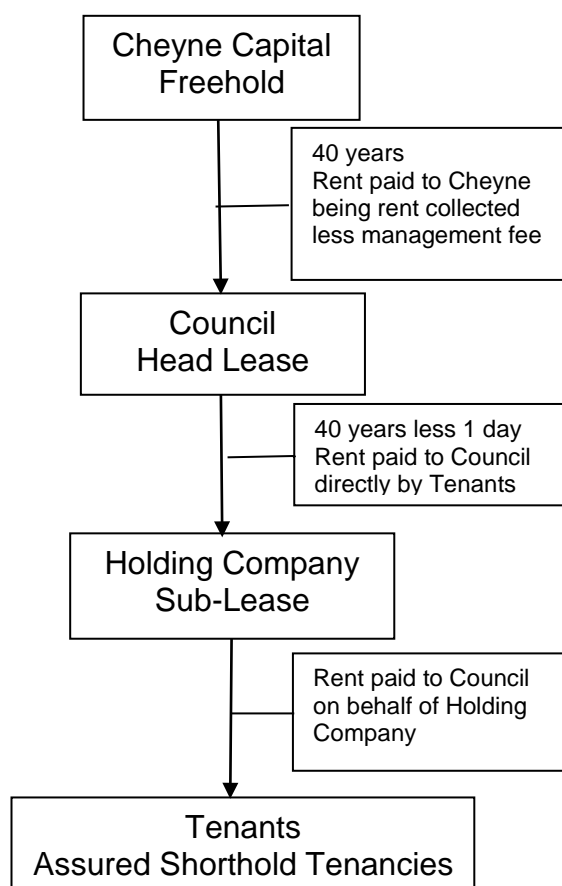 Cheyne Capital
Freehold
40 years
Rent paid to Cheyne
being rent collected
less management fee
Council
Head Lease
40 years less 1 day
Rent paid to Council
directly by Tenants
Holding Company
Sub-Lease
Rent paid to Council
on behalf of Holding
Company
Tenants
Assured Shorthold Tenancies